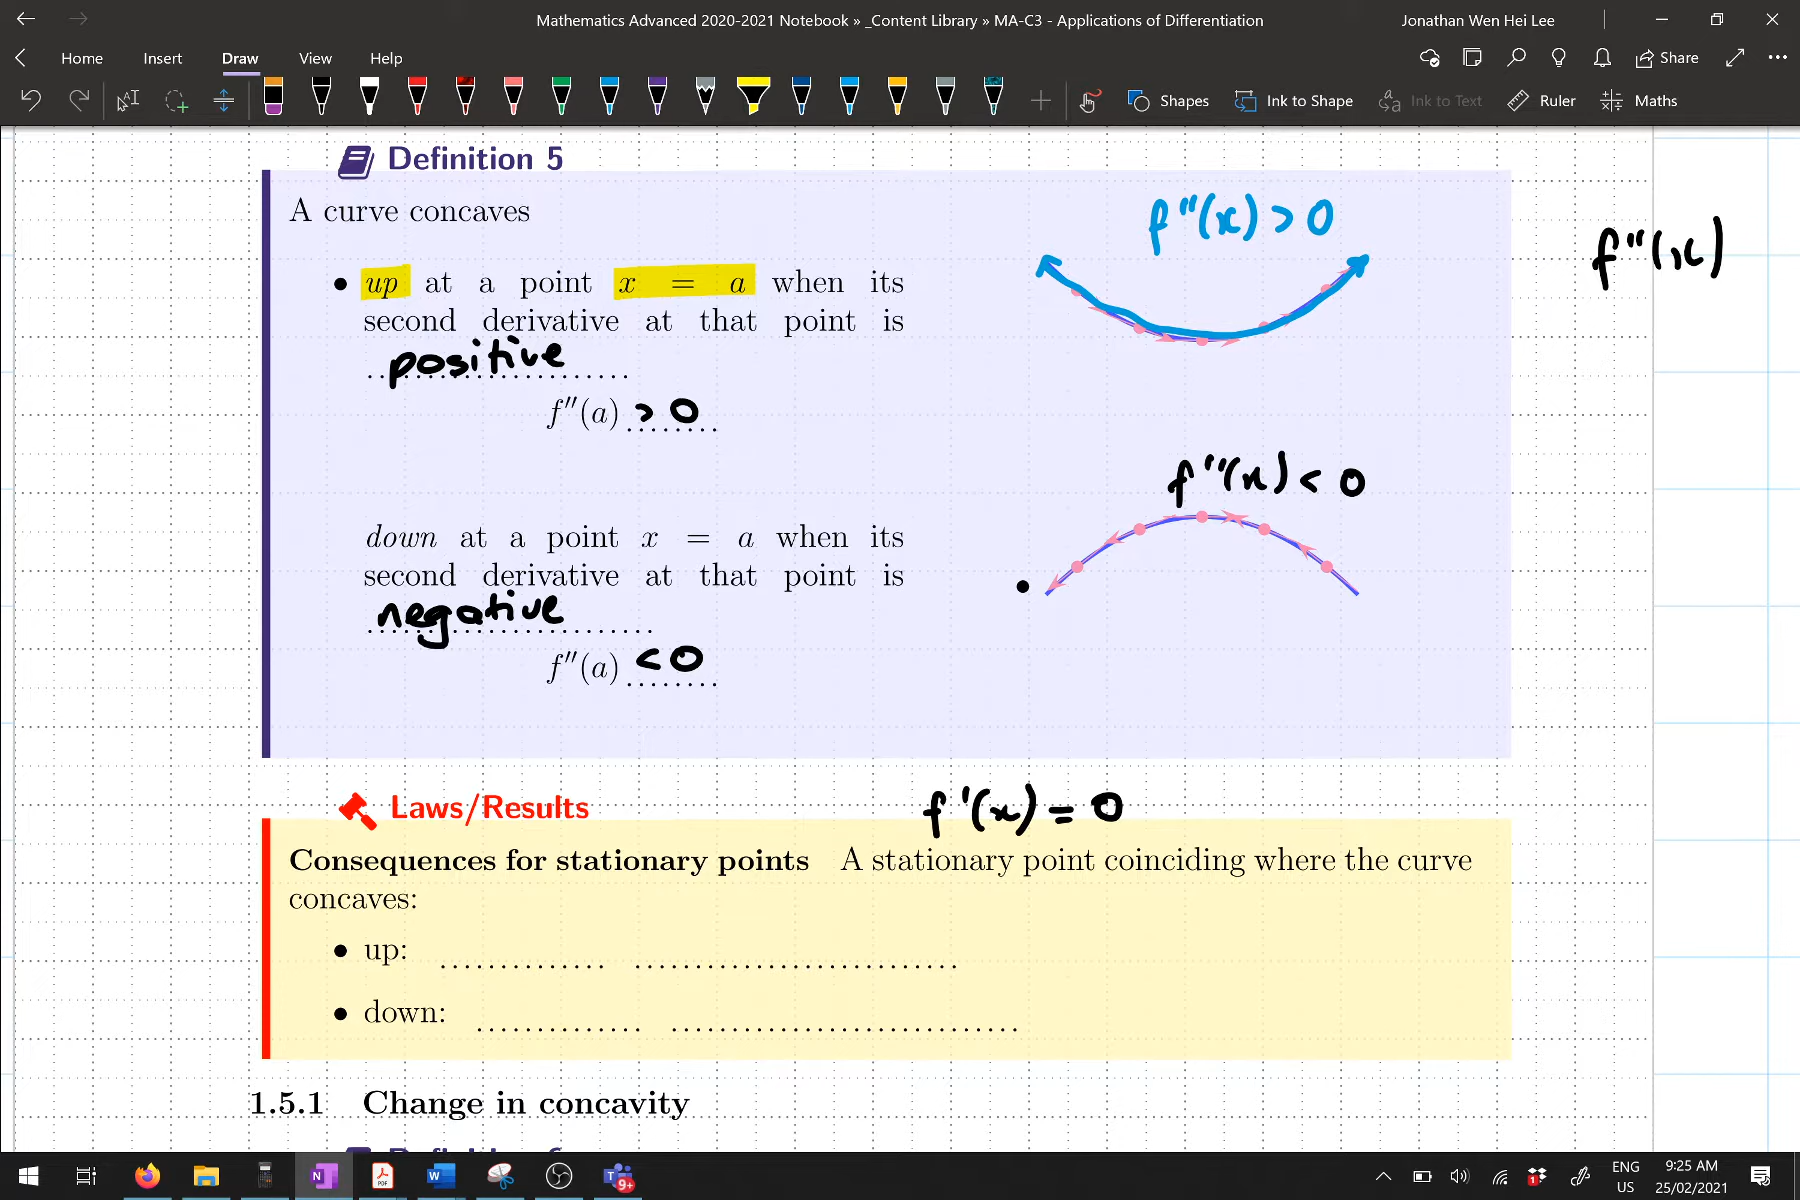 Mathematics Advanced 2020-2021 Notebook » _Content Library » MA-C3 - Applications of Differentiation
Jonathan Wen Hei Lee
Home Insert Draw View Help
Share
Shapes Ink to Shape Ink to Text Ruler Maths
Definition 5
A curve concaves
f''(x) > 0
f''(x)
• up at a point x = a when its
second derivative at that point is
positive
f''(a) > 0
f''(x) < 0
down at a point x = a when its
second derivative at that point is
•
negative
f''(a) < 0
Laws/Results
f'(x) = 0
Consequences for stationary points A stationary point coinciding where the curve
concaves:
• up: .............. ...........................
• down: .............. .............................
1.5.1 Change in concavity
ENG
US
9:25 AM
25/02/2021